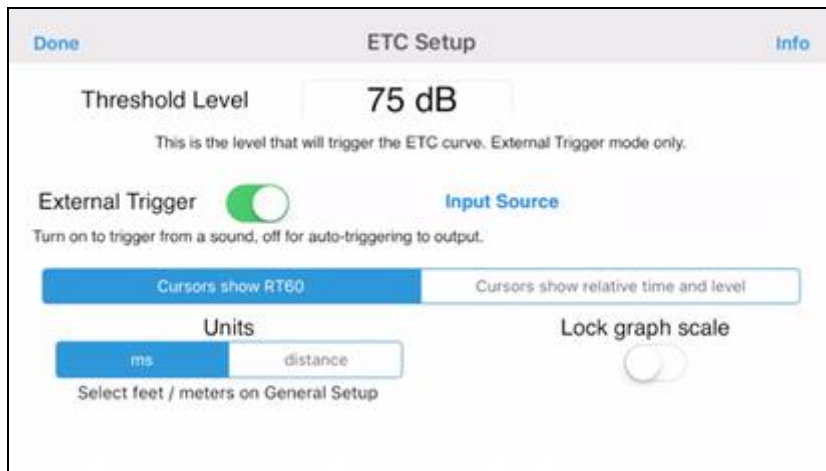 Done ETC Setup Info
Threshold Level 75 dB
This is the level that will trigger the ETC curve. External Trigger mode only.
External Trigger Input Source
Turn on to trigger from a sound, off for auto-triggering to output.
Cursors show RT60 Cursors show relative time and level
Units Lock graph scale
ms distance
Select feet / meters on General Setup